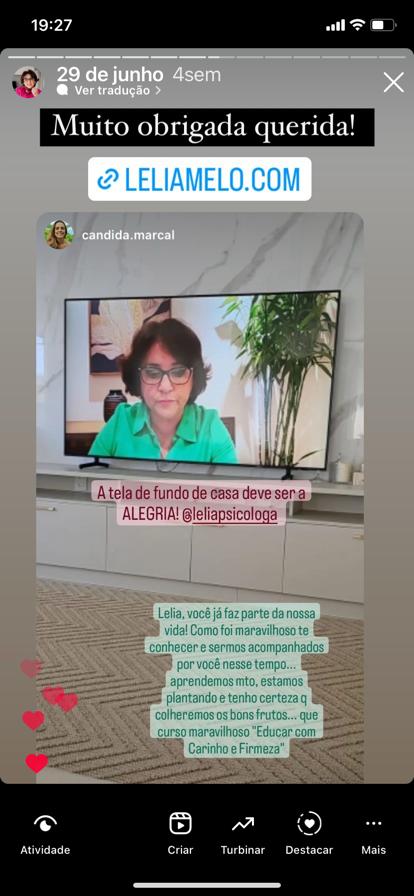 19:27
29 de junho 4sem
Ver tradução >
Muito obrigada querida!
LELIAMELO.COM
candida.marcal
A tela de fundo de casa deve ser a
ALEGRIA! @leliapsicologa
Lelia, você já faz parte da nossa
vida! Como foi maravilhoso te
conhecer e sermos acompanhados
por você nesse tempo...
aprendemos mto, estamos
plantando e tenho certeza q
colheremos os bons frutos... que
curso maravilhoso "Educar com
Carinho e Firmeza"
Atividade
Criar
Turbinar
Destacar
Mais